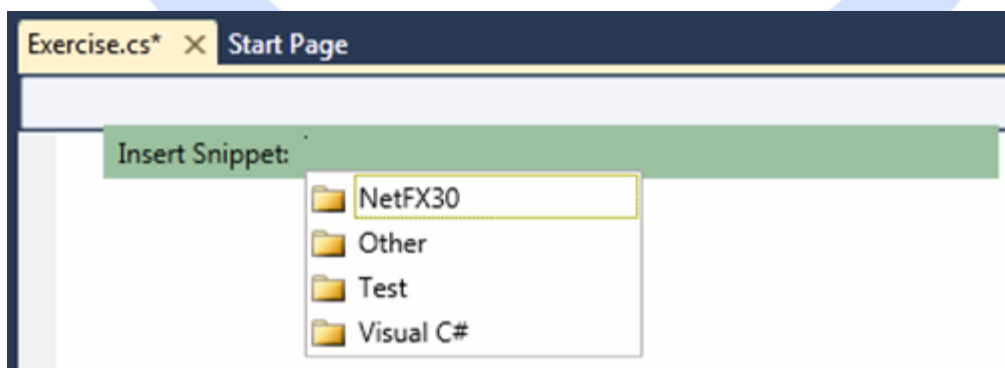 Exercise.cs* Start Page
Insert Snippet:
NetFX30
Other
Test
Visual C#